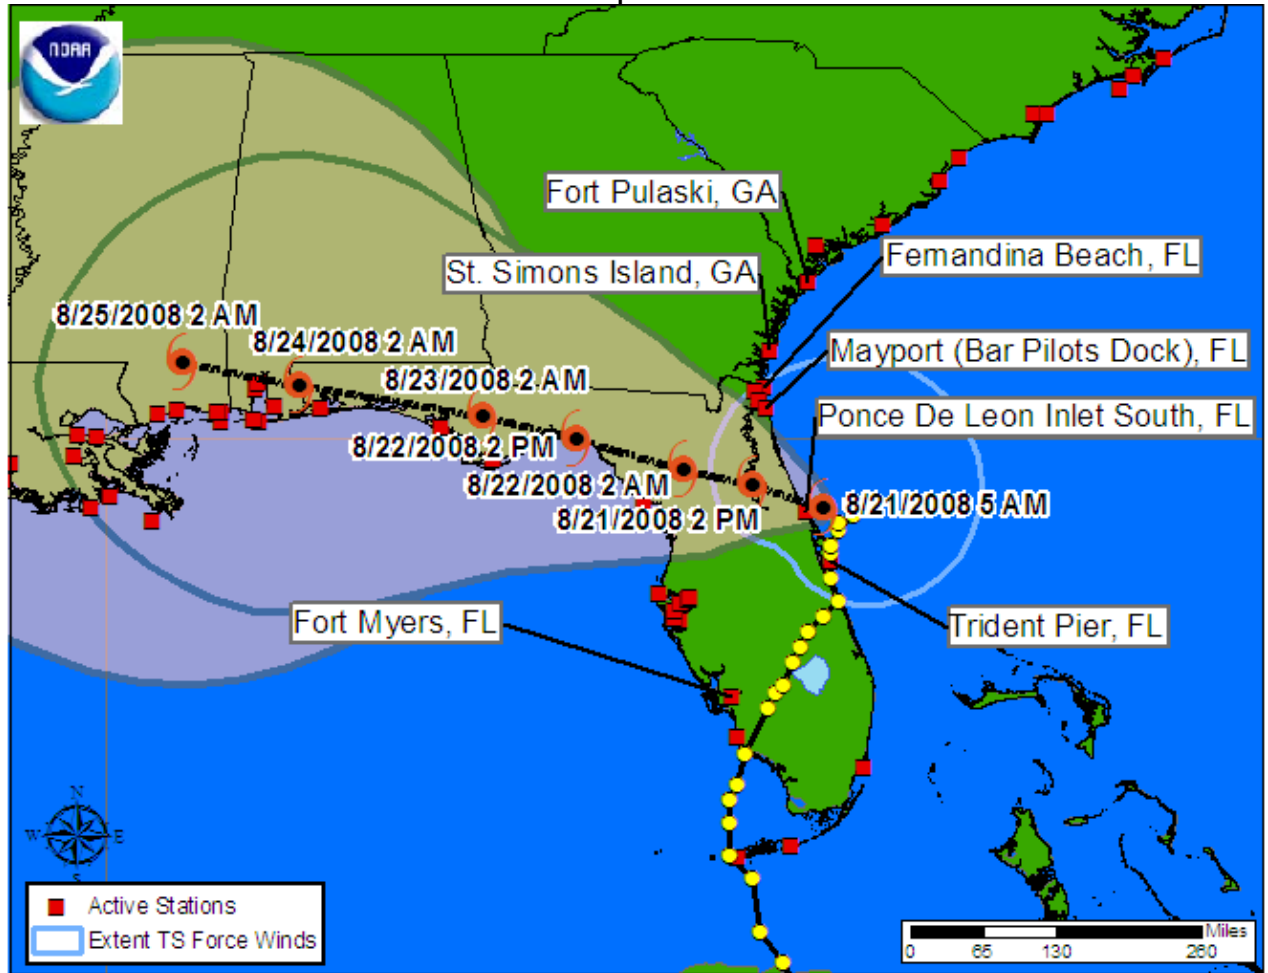 NOAA
Fort Pulaski, GA
Fernandina Beach, FL
St. Simons Island, GA
8/25/2008 2 AM
8/24/2008 2 AM
Mayport (Bar Pilots Dock), FL
8/23/2008 2 AM
Ponce De Leon Inlet South, FL
8/22/2008 2 PM
8/22/2008 2 AM
8/21/2008 5 AM
8/21/2008 2 PM
Fort Myers, FL
Trident Pier, FL
N
W E
S
Active Stations
Extent TS Force Winds
Miles
0 65 130 260